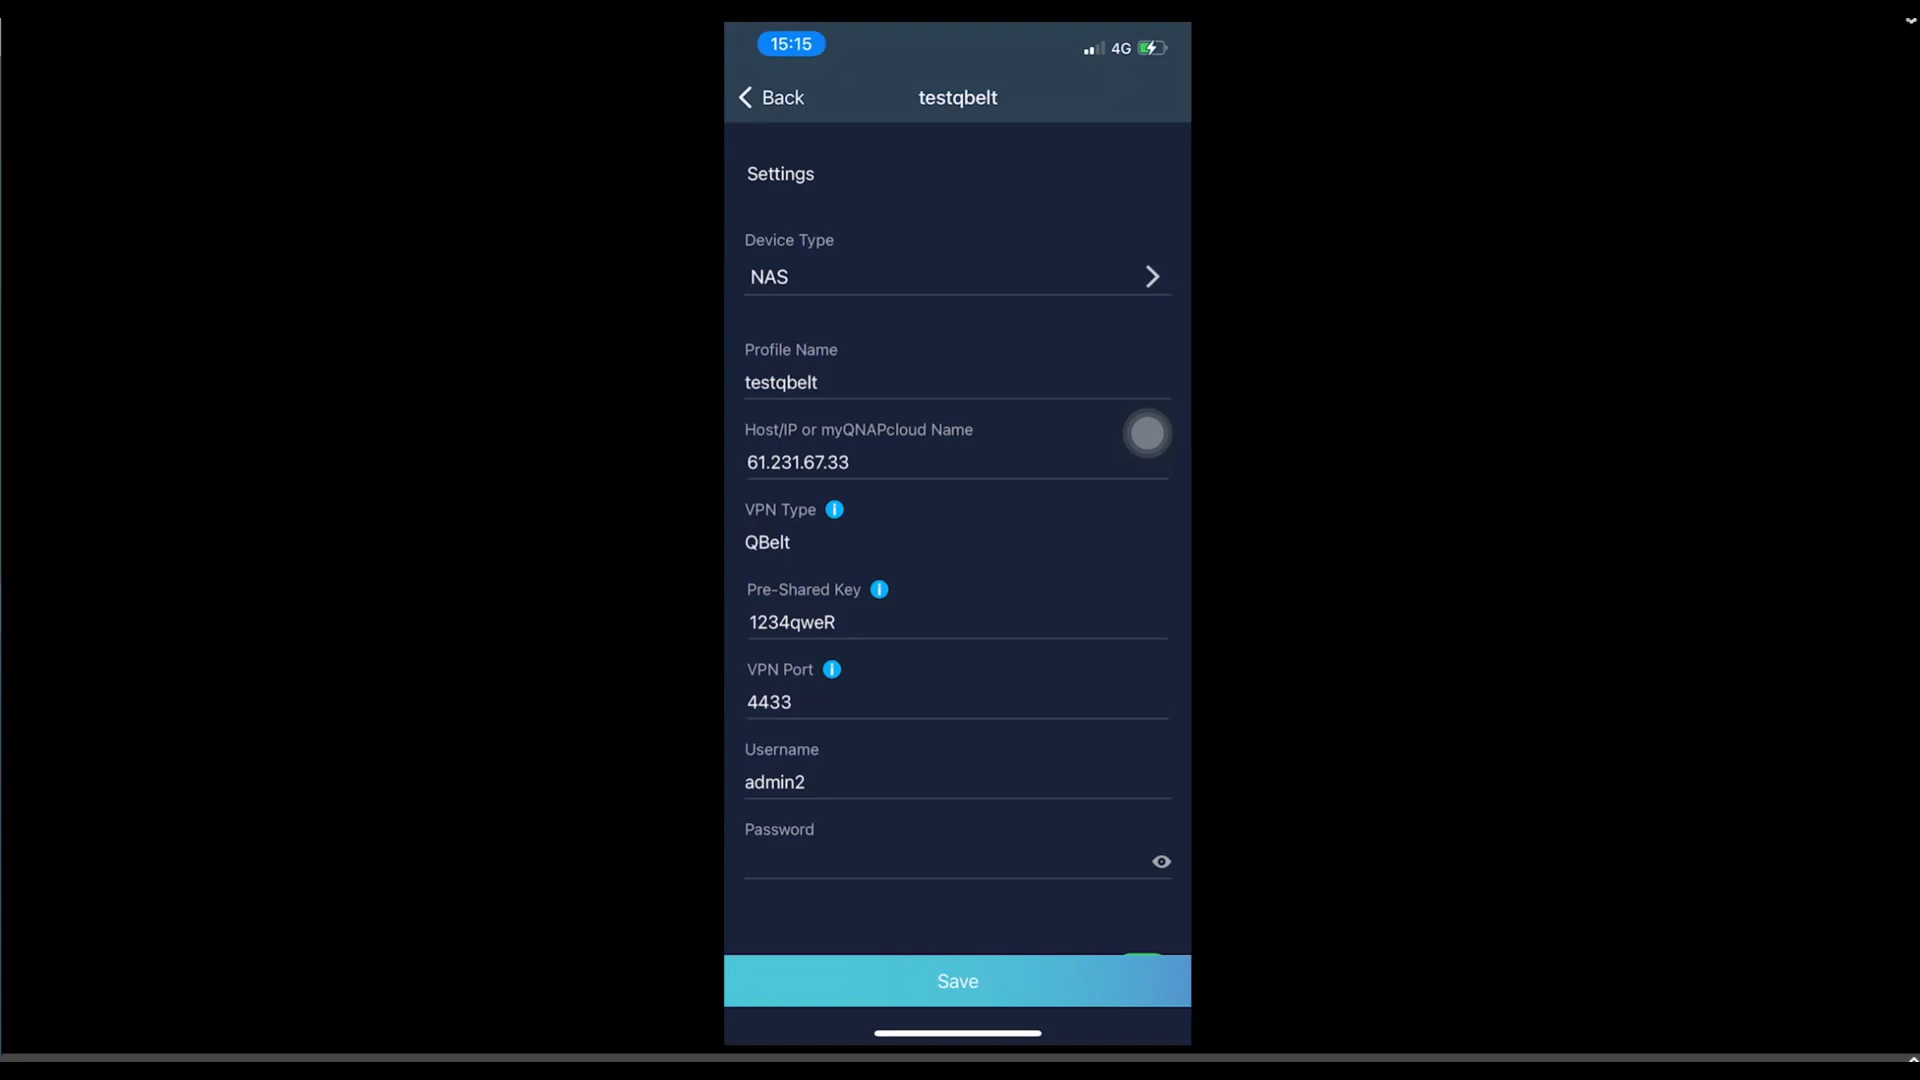 15:15
4G
Back
testqbelt
Settings
Device Type
NAS
Profile Name
testqbelt
Host/IP or myQNAPcloud Name
61.231.67.33
VPN Type
QBelt
Pre-Shared Key
1234qweR
VPN Port
4433
Username
admin2
Password
Save